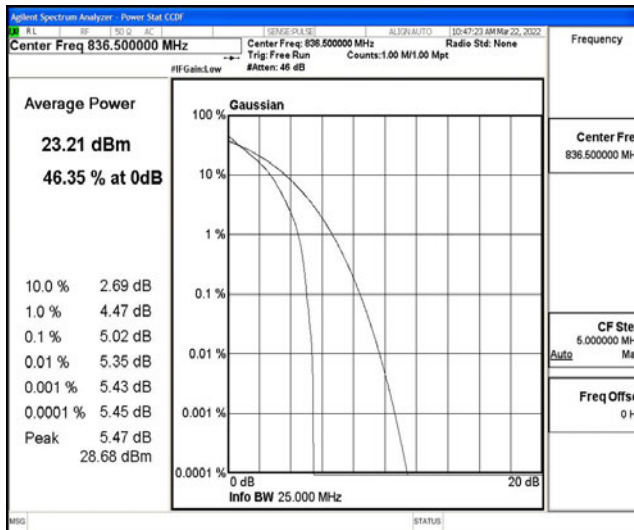 Agilent Spectrum Analyzer - Power Stat CCDF
RL RF 50 Ω AC SENSE:PULSE ALIGN AUTO 10:47:23 AM Mar 22, 2022
Center Freq 836.500000 MHz
Center Freq: 836.500000 MHz Radio Std: None
Trig: Free Run Counts:1.00 M/1.00 Mpt
#IFGain:Low #Atten: 46 dB
Frequency
Average Power
23.21 dBm
46.35 % at 0dB
10.0 % 2.69 dB
1.0 % 4.47 dB
0.1 % 5.02 dB
0.01 % 5.35 dB
0.001 % 5.43 dB
0.0001 % 5.45 dB
Peak 5.47 dB
28.68 dBm
Gaussian
100 %
10 %
1 %
0.1 %
0.01 %
0.001 %
0.0001 %
0 dB 20 dB
Info BW 25.000 MHz
Center Fre
836.500000 MH
CF Ste
5.000000 MH
Auto Ma
Freq Offs
0 H
MSG STATUS